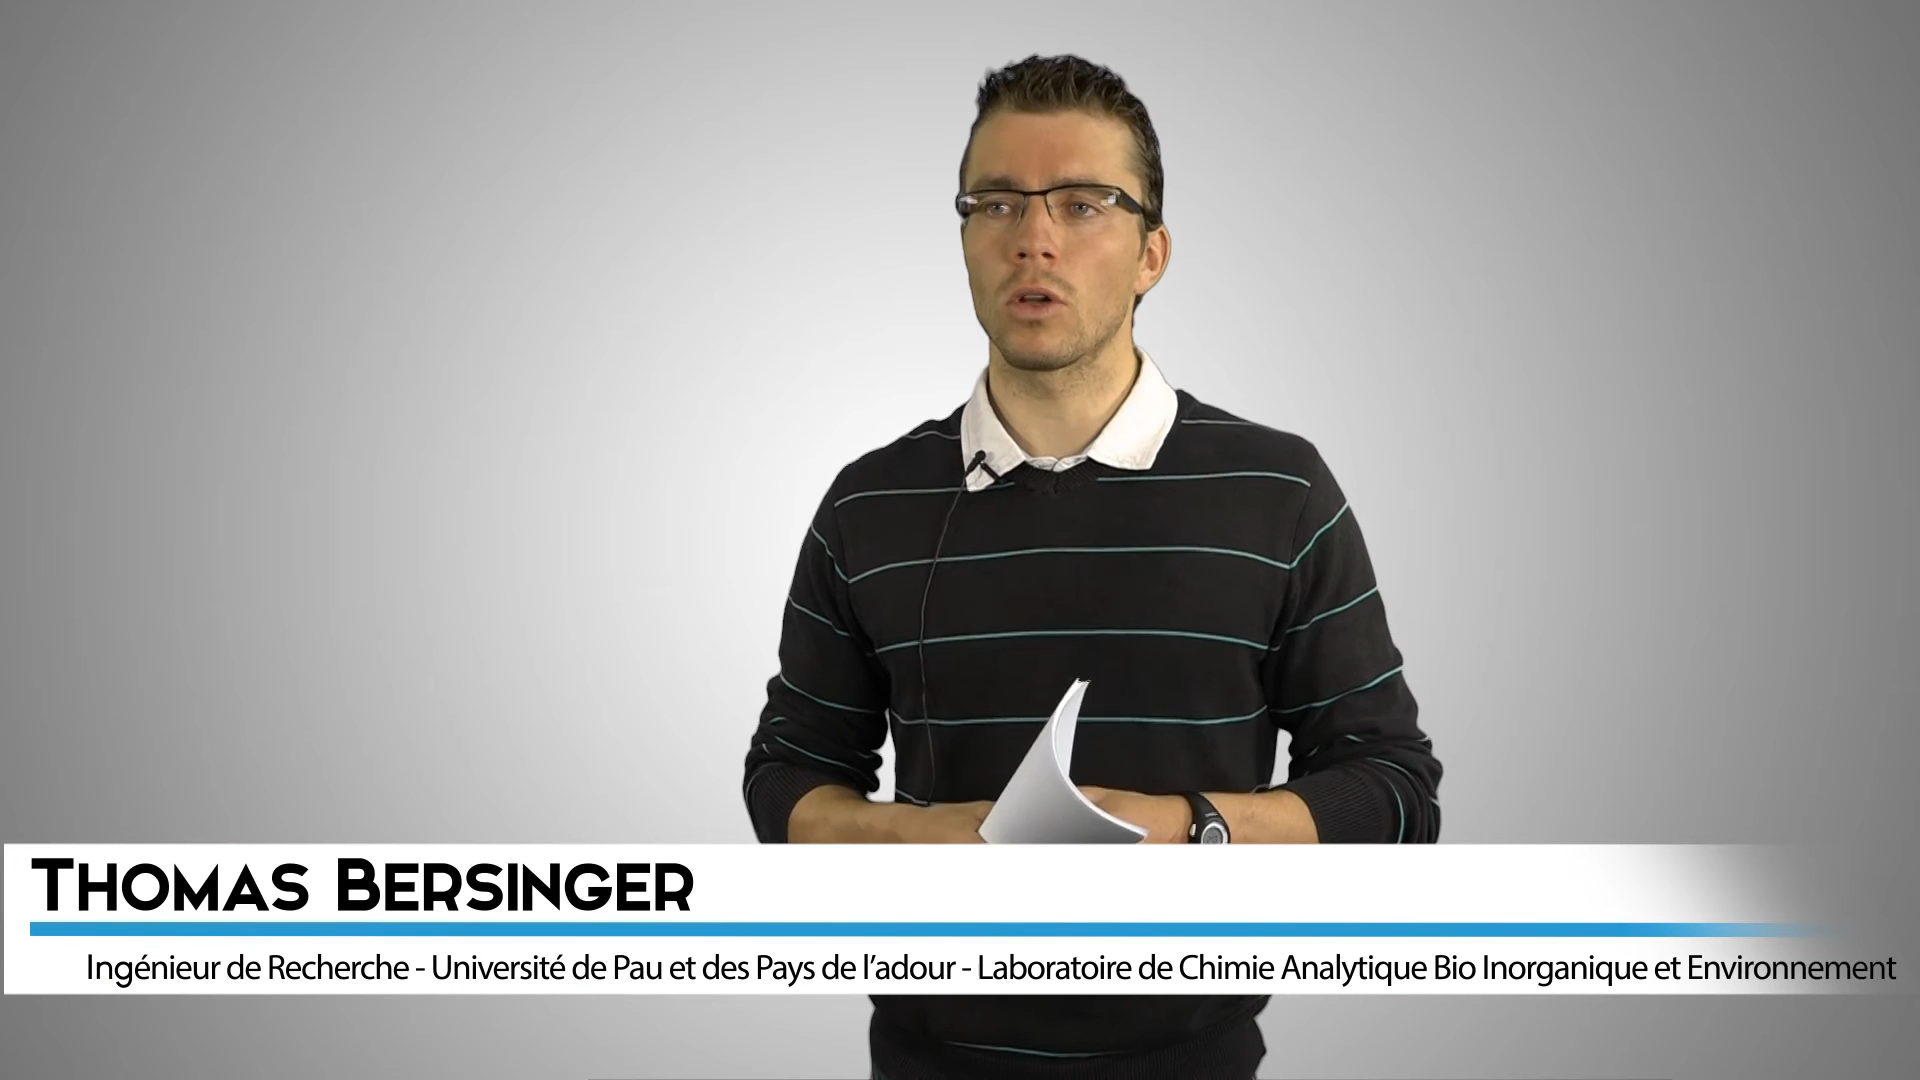 Thomas Bersinger
Ingénieur de Recherche - Université de Pau et des Pays de l'adour - Laboratoire de Chimie Analytique Bio Inorganique et Environnement